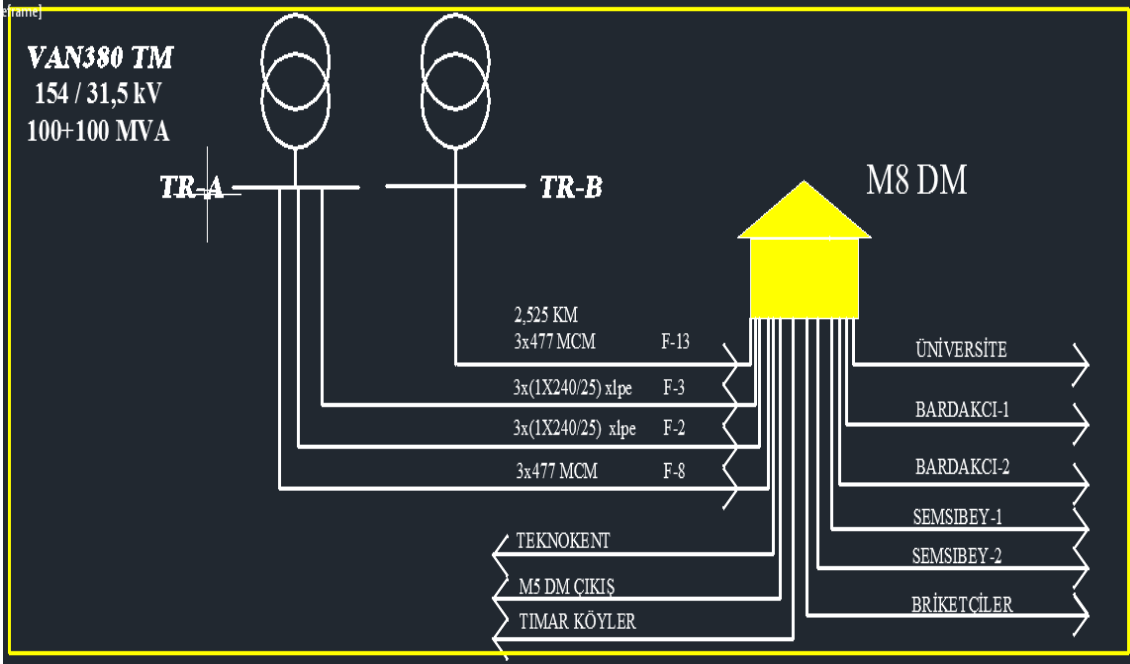 eframe]
VAN380 TM
154 / 31,5 kV
100+100 MVA
TR-A
TR-B
M8 DM
2,525 KM
3x477 MCM F-13
3x(1X240/25) xlpe F-3
3x(1X240/25) xlpe F-2
3x477 MCM F-8
TEKNOKENT
M5 DM ÇIKIŞ
TIMAR KÖYLER
ÜNİVERSİTE
BARDAKCI-1
BARDAKCI-2
SEMSIBEY-1
SEMSIBEY-2
BRİKETÇİLER